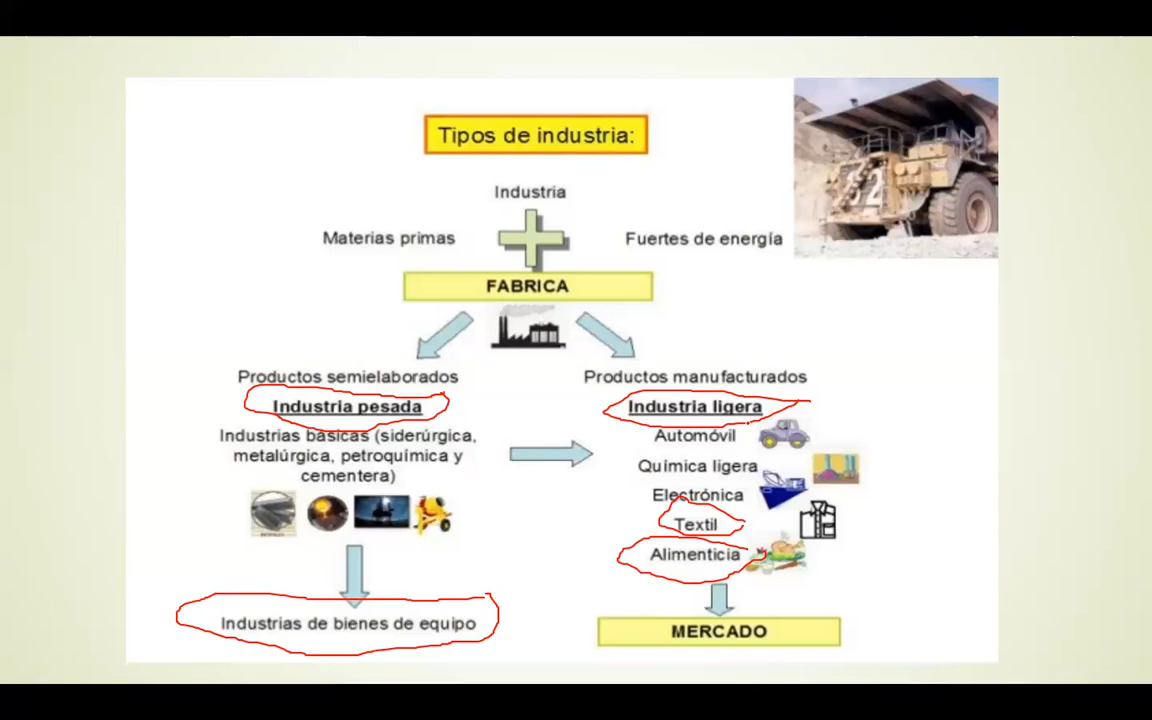 Tipos de industria:
Industria
Materias primas
Fuertes de energía
FABRICA
Productos semielaborados
Industria pesada
Industrias básicas (siderúrgica,
metalúrgica, petroquímica y
cementera)
Industrias de bienes de equipo
Productos manufacturados
Industria ligera
Automóvil
Química ligera
Electrónica
Textil
Alimenticia
MERCADO
52